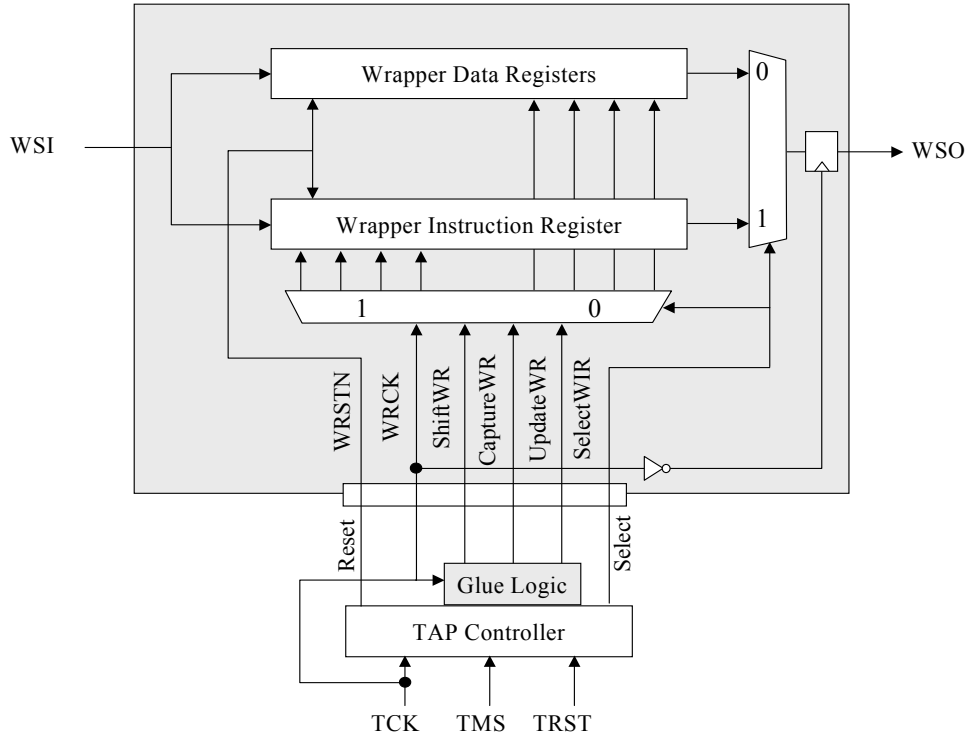 Wrapper Data Registers
0
WSI
WSO
Wrapper Instruction Register
1
1
0
WRSTN
WRCK
ShiftWR
CaptureWR
UpdateWR
SelectWIR
Reset
Select
Glue Logic
TAP Controller
TCK
TMS
TRST